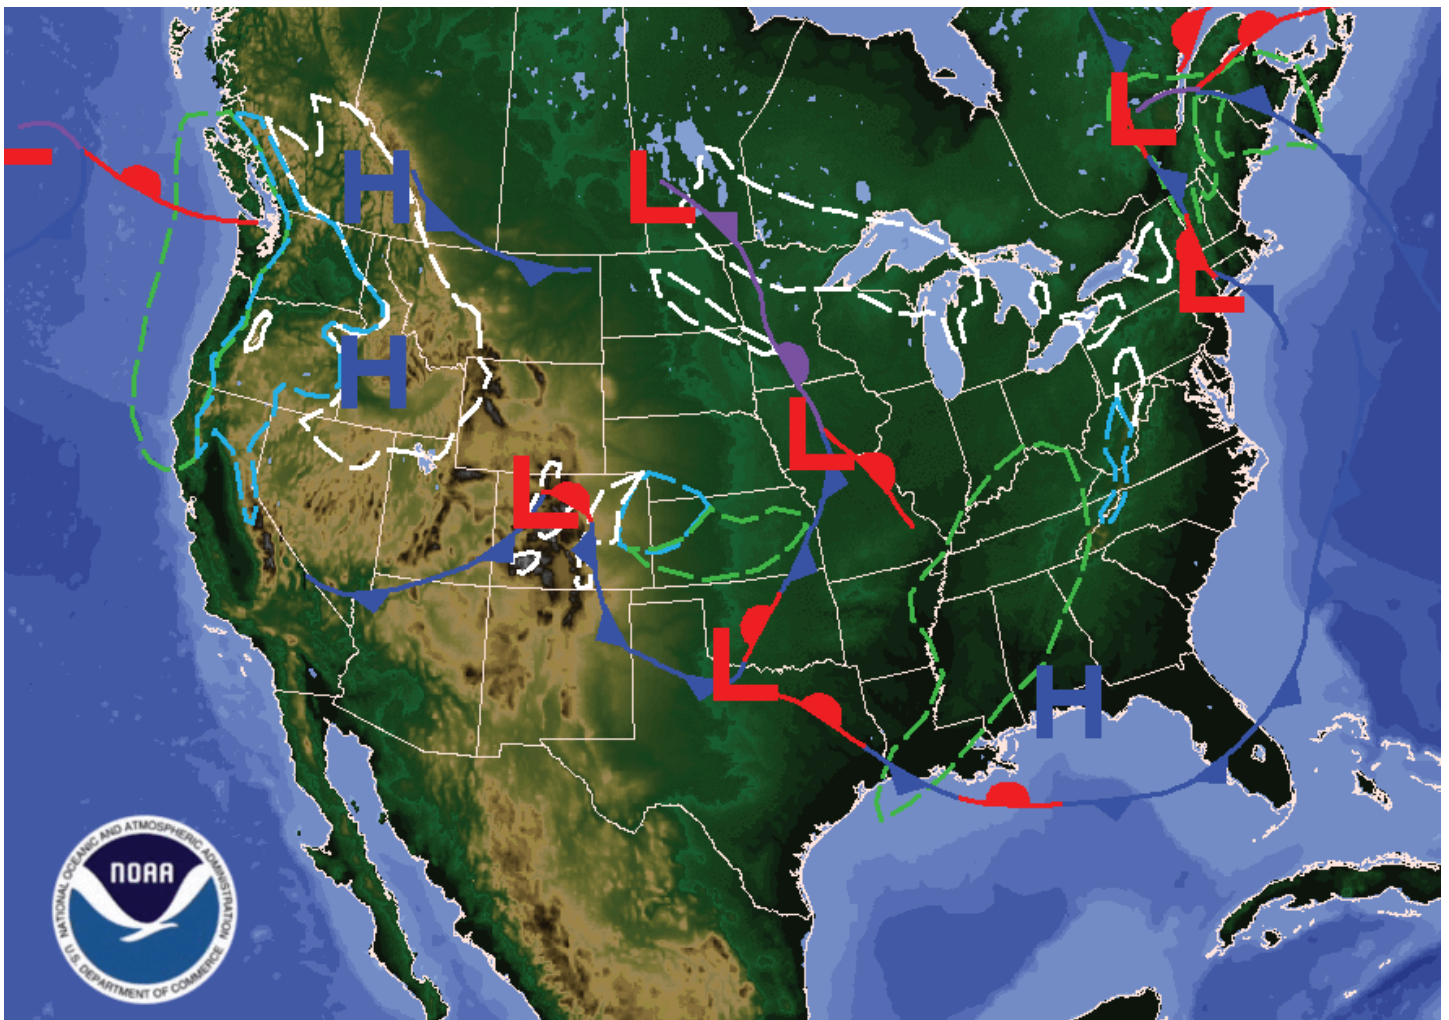 L
L
H
L
L
H
L
L
L
H
NATIONAL OCEANIC AND ATMOSPHERIC ADMINISTRATION
NOAA
U.S. DEPARTMENT OF COMMERCE